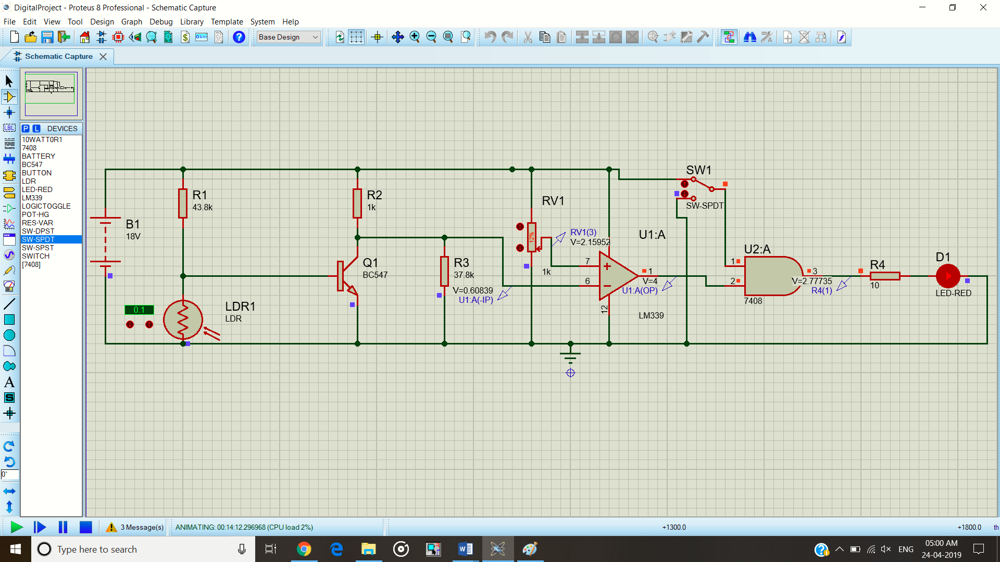 DigitalProject - Proteus 8 Professional - Schematic Capture
File Edit View Tool Design Graph Debug Library Template System Help
Base Design
Schematic Capture
P L DEVICES
10WATT0R1
7408
BATTERY
BC547
BUTTON
LDR
LED-RED
LM339
LOGICTOGGLE
POT-HG
RES-VAR
SW-DPST
SW-SPDT
SW-SPST
SWITCH
[7408]
LBL
A
S
0°
B1
18V
R1
43.8k
0.1
LDR1
LDR
R2
1k
Q1
BC547
R3
37.8k
V=0.60839
U1:A(-IP)
RV1
12%
1k
RV1(3)
V=2.15952
U1:A
7
6
1
12
V=4
U1:A(OP)
LM339
SW1
SW-SPDT
U2:A
1
2
3
7408
V=2.77735
R4(1)
R4
10
D1
LED-RED
3 Message(s)
ANIMATING: 00:14:12.296968 (CPU load 2%)
+1300.0
+1800.0
th
Type here to search
ENG
05:00 AM
24-04-2019